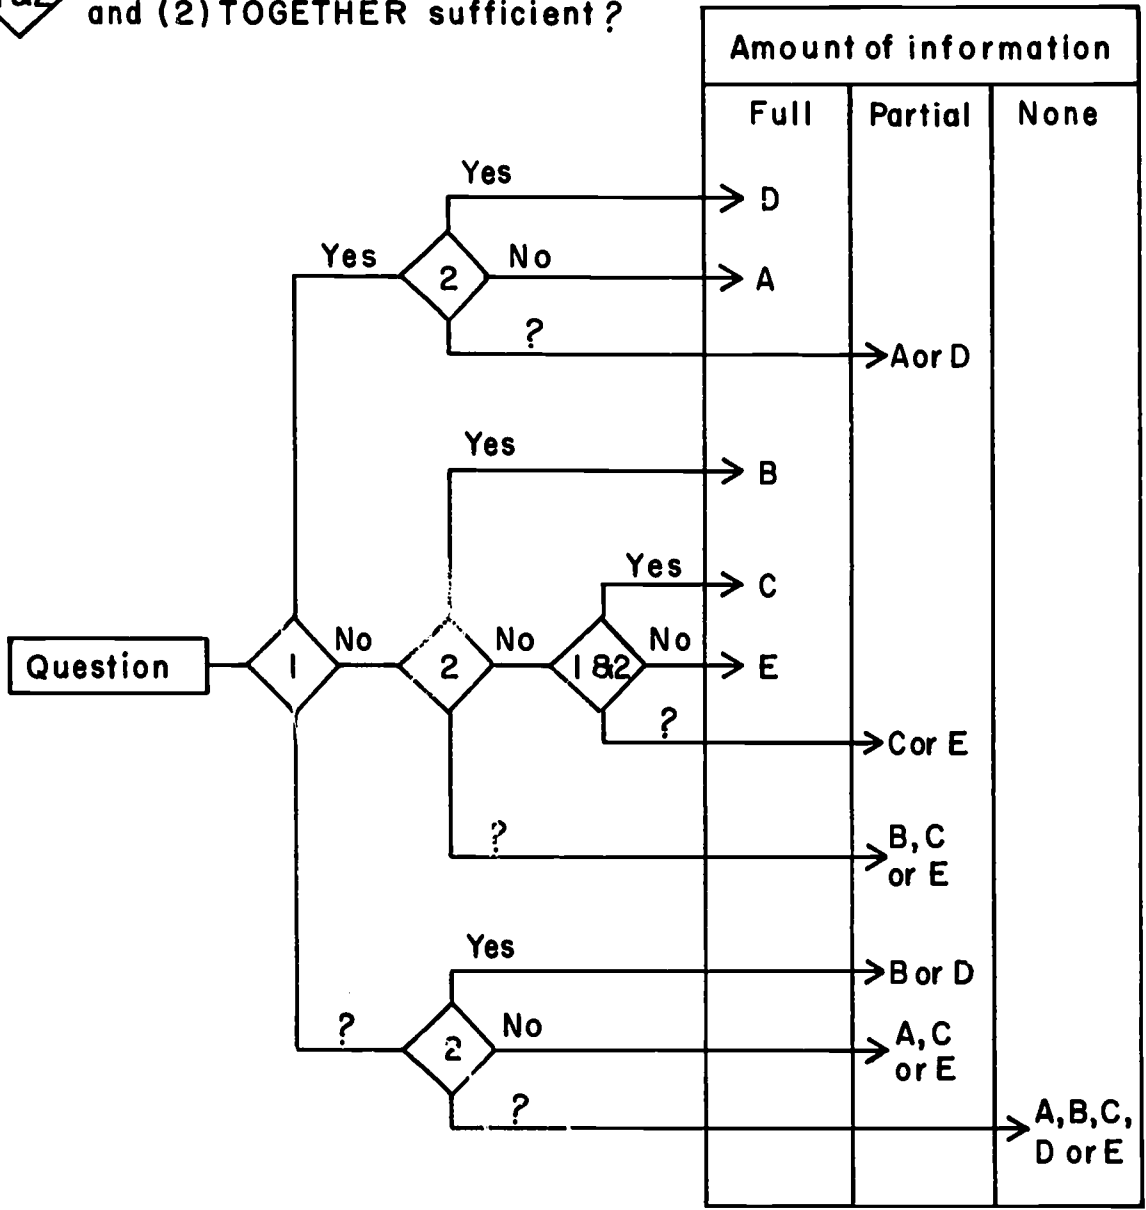 and (2) TOGETHER sufficient?
Amount of information
Full Partial None
Yes
D
Yes
2
No
A
?
A or D
Yes
B
Yes
C
Question
1
No
2
No
1 & 2
No
E
?
C or E
?
B, C
or E
Yes
B or D
?
2
No
A, C
or E
?
A, B, C,
D or E